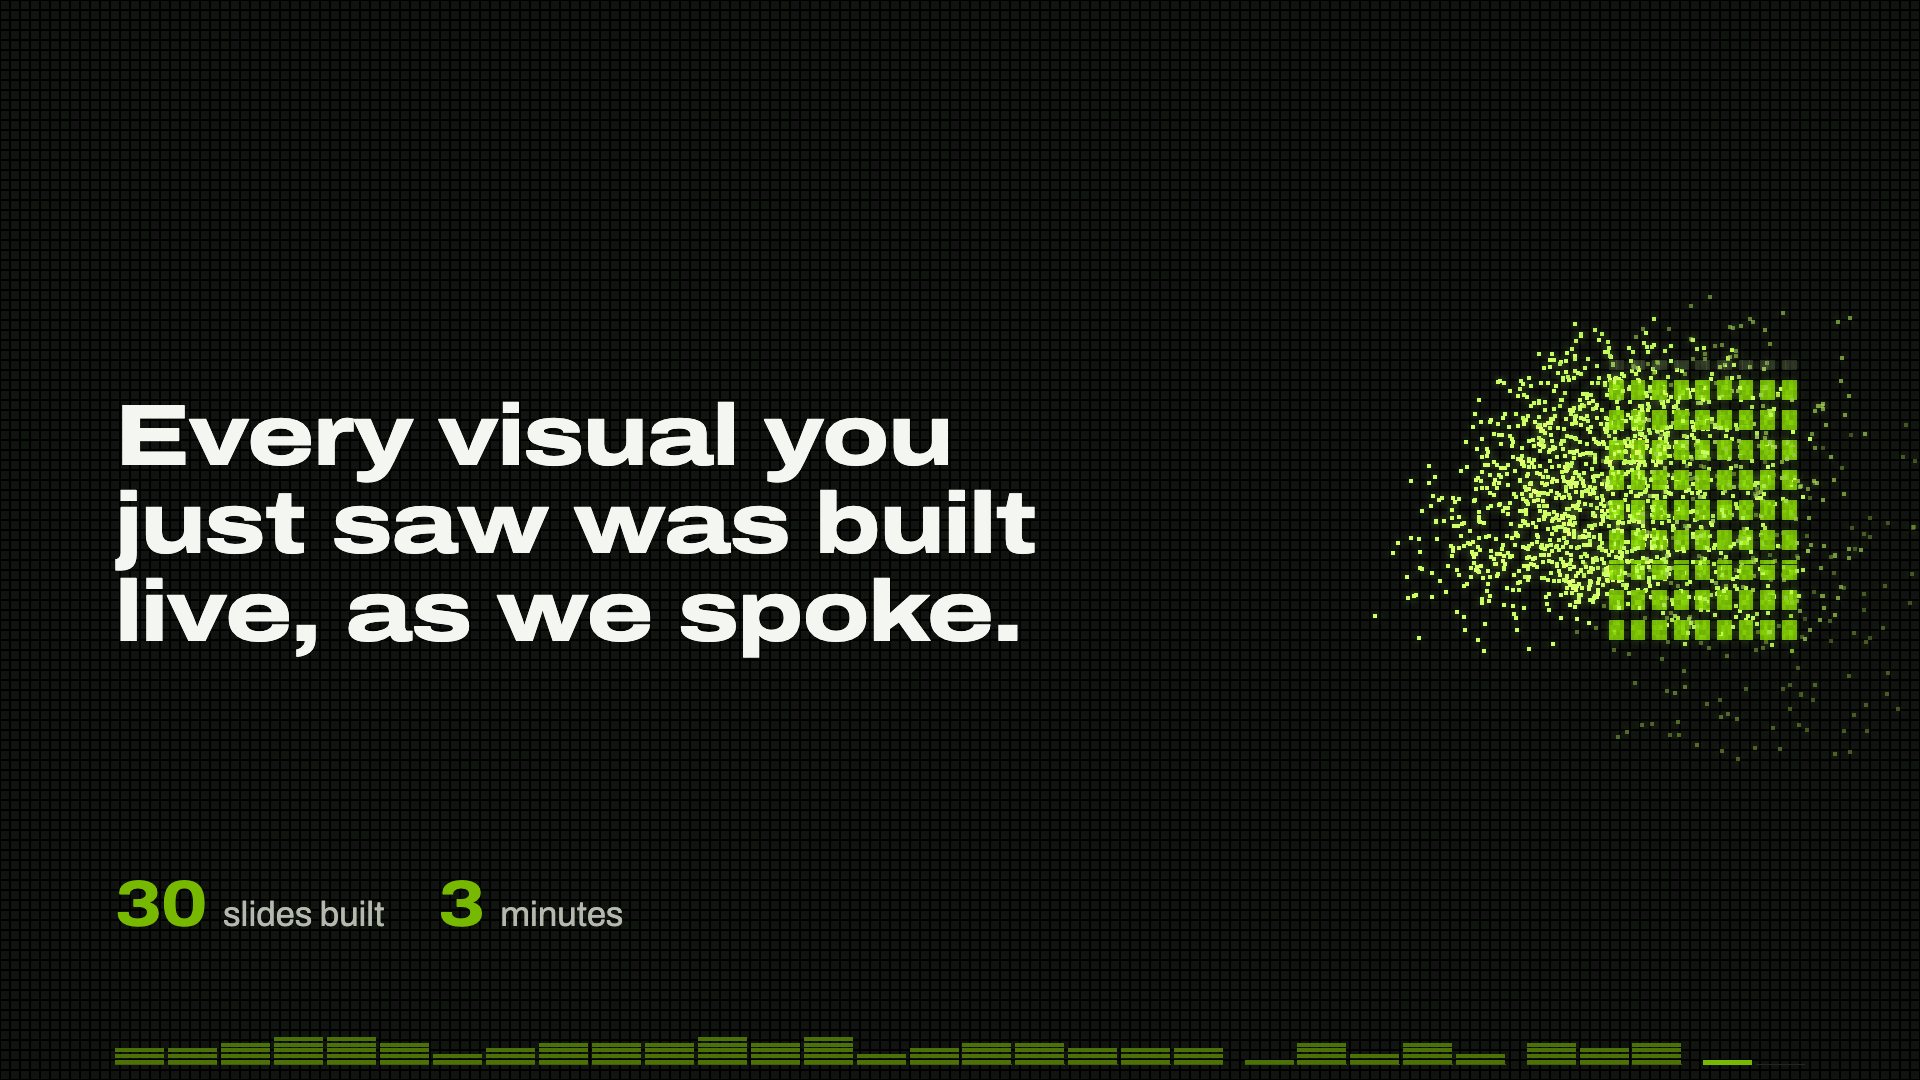 Every visual you
just saw was built
live, as we spoke.
30 slides built 3 minutes